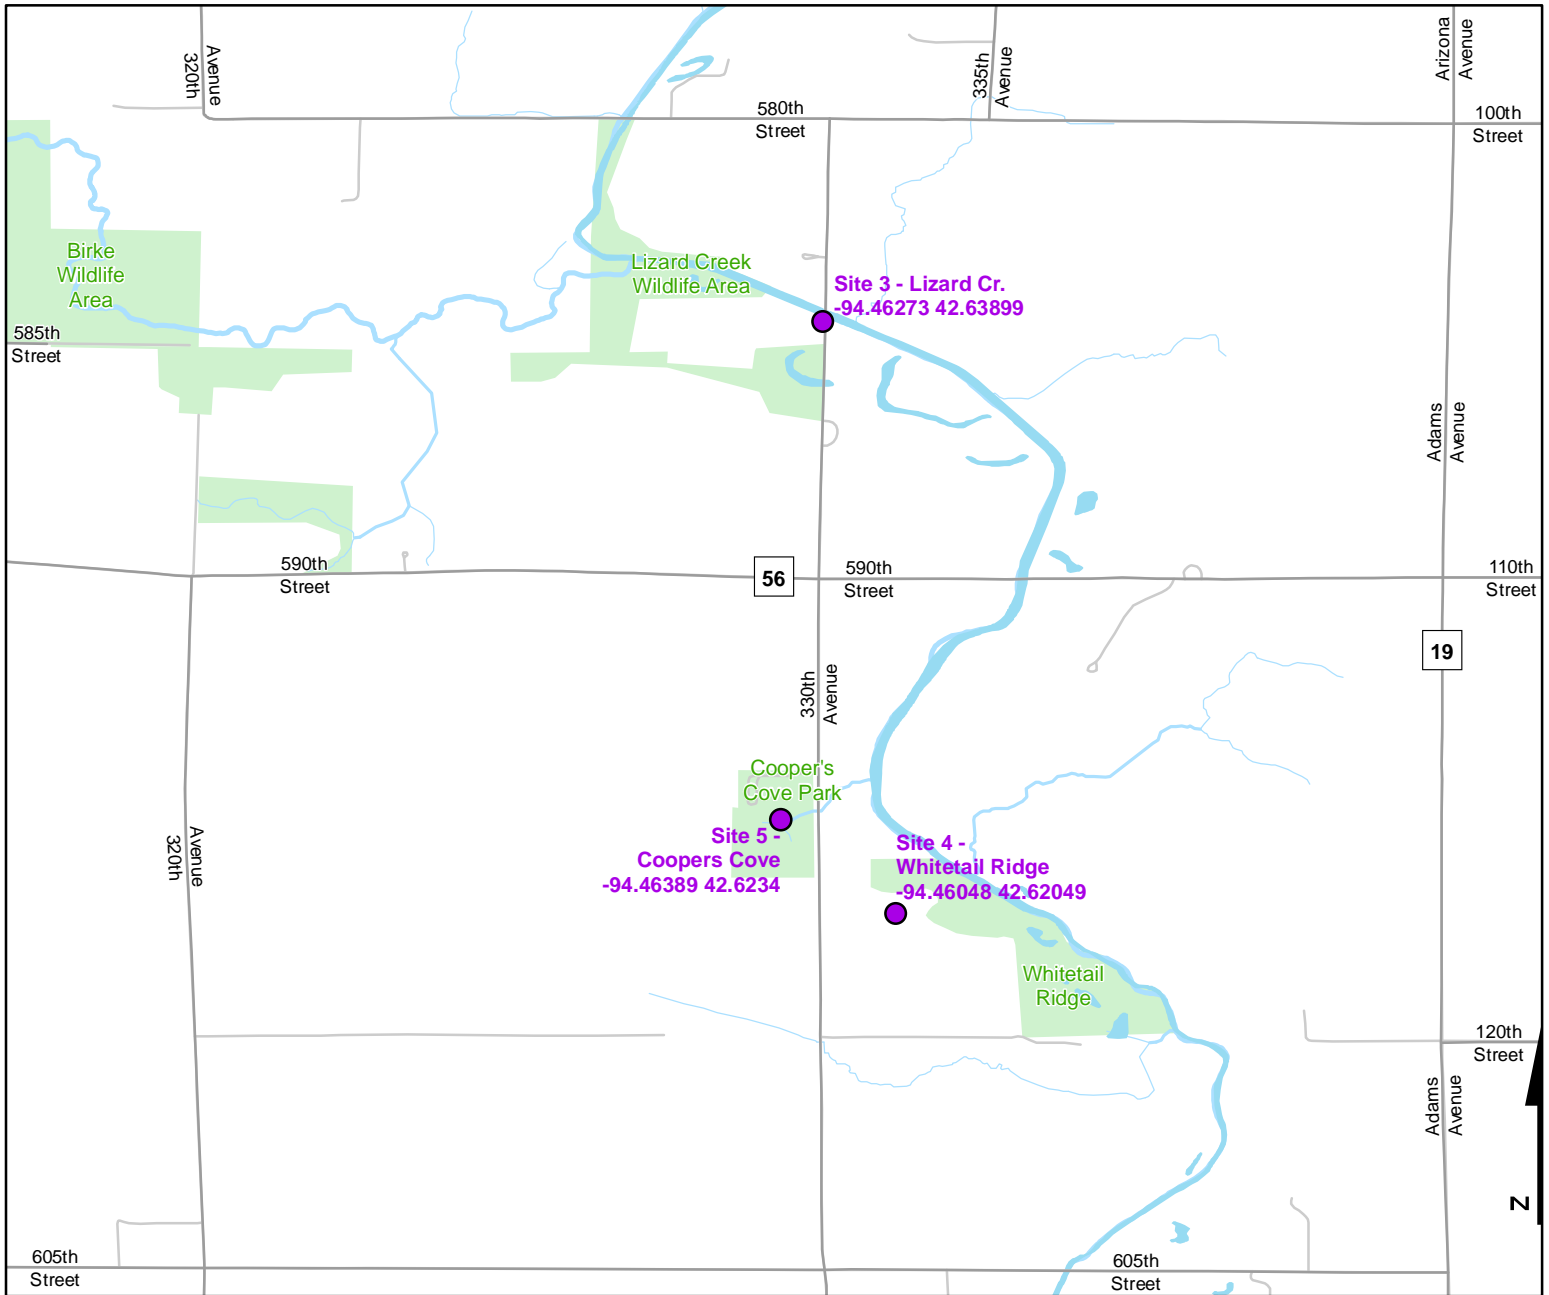 320th
Avenue
335th
Avenue
Arizona
Avenue
580th
Street
100th
Street
Birke
Wildlife
Area
Lizard Creek
Wildlife Area
Site 3 - Lizard Cr.
-94.46273 42.63899
585th
Street
Adams
Avenue
590th
Street
56
590th
Street
110th
Street
19
330th
Avenue
Cooper's
Cove Park
Site 5 -
Coopers Cove
-94.46389 42.6234
Site 4 -
Whitetail Ridge
-94.46048 42.62049
320th
Avenue
Whitetail
Ridge
120th
Street
Adams
Avenue
N
605th
Street
605th
Street